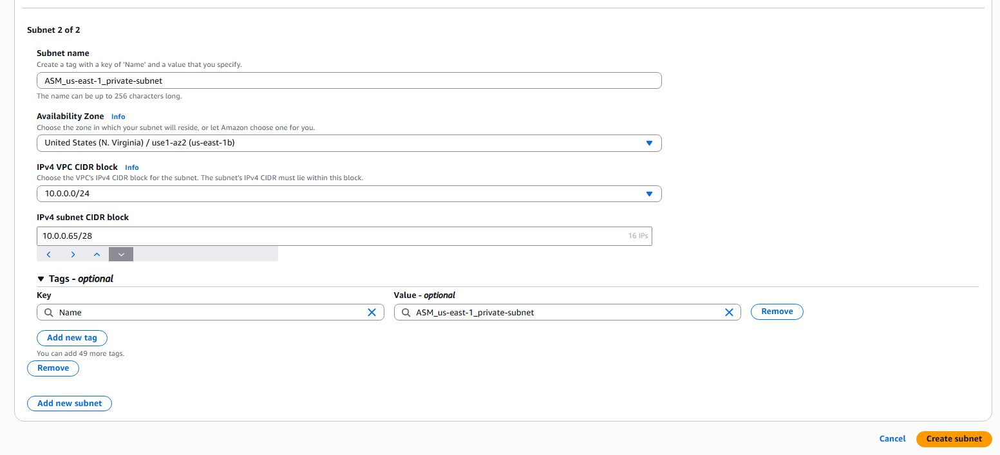 Subnet 2 of 2
Subnet name
Create a tag with a key of 'Name' and a value that you specify.
ASM_us-east-1_private-subnet
The name can be up to 256 characters long.
Availability Zone Info
Choose the zone in which your subnet will reside, or let Amazon choose one for you.
United States (N. Virginia) / use1-az2 (us-east-1b)
IPv4 VPC CIDR block Info
Choose the VPC's IPv4 CIDR block for the subnet. The subnet's IPv4 CIDR must lie within this block.
10.0.0.0/24
IPv4 subnet CIDR block
10.0.0.65/28 16 IPs
Tags - optional
Key Value - optional
Name ASM_us-east-1_private-subnet Remove
Add new tag
You can add 49 more tags.
Remove
Add new subnet
Cancel Create subnet